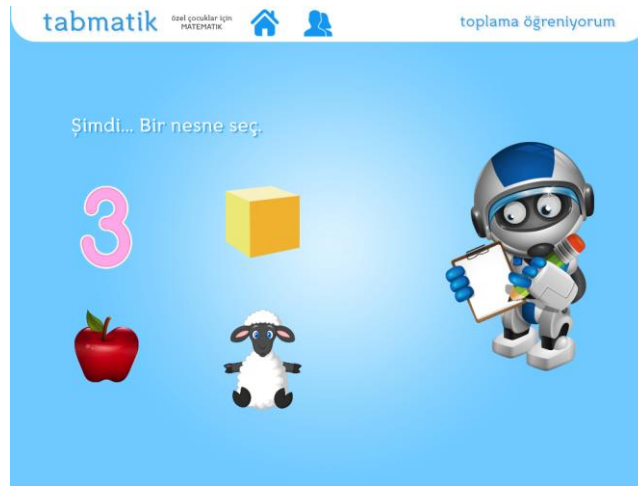 tabmatik
özel çocuklar için
MATEMATİK
toplama öğreniyorum
Şimdi... Bir nesne seç.
3